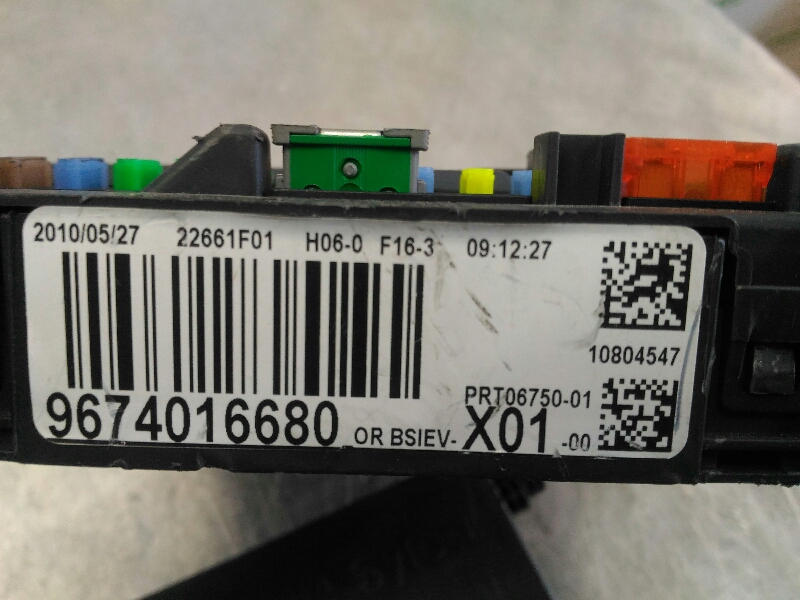 2010/05/27 22661F01 H06-0 F16-3 09:12:27
10804547
PRT06750-01
9674016680 OR BSIEV- X01 -00